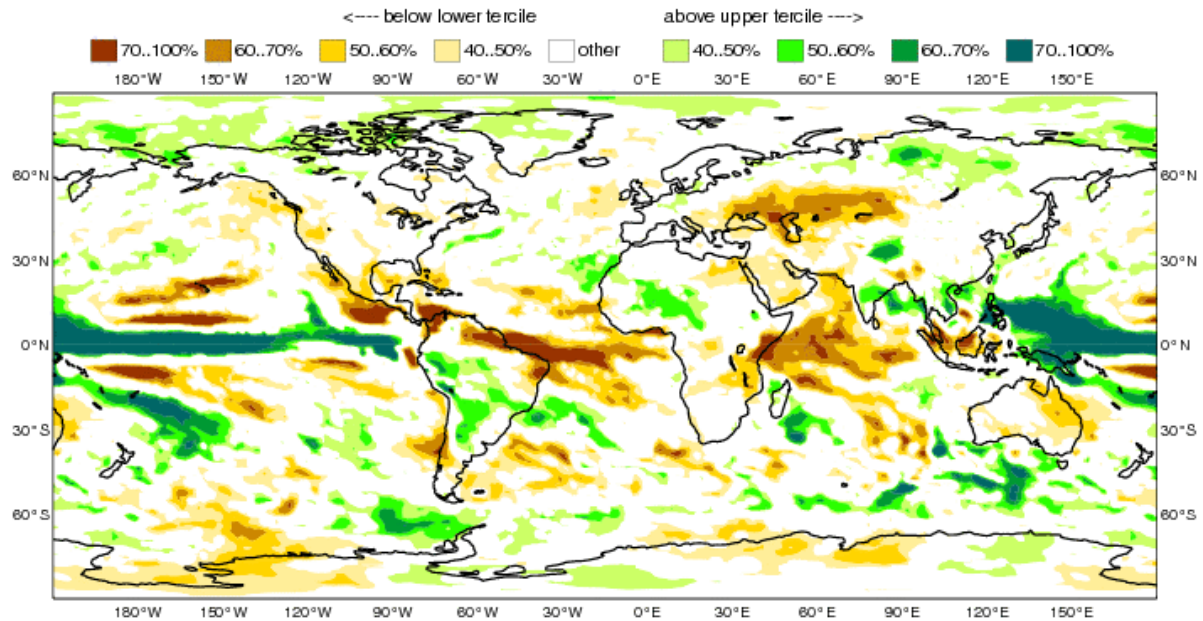 <---- below lower tercile above upper tercile ---->
70..100% 60..70% 50..60% 40..50% other 40..50% 50..60% 60..70% 70..100%
180°W 150°W 120°W 90°W 60°W 30°W 0°E 30°E 60°E 90°E 120°E 150°E
60°N 60°N
30°N 30°N
0°N 0°N
30°S 30°S
60°S 60°S
180°W 150°W 120°W 90°W 60°W 30°W 0°E 30°E 60°E 90°E 120°E 150°E